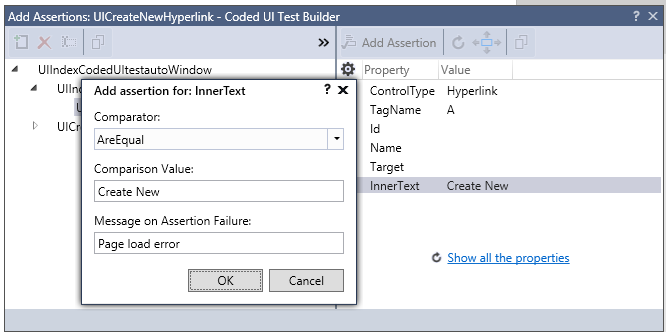 Add Assertions: UICreateNewHyperlink - Coded UI Test Builder ? X
» Add Assertion
UIIndexCodedUItestautoWindow
Property Value
UIInd
ControlType Hyperlink
U
TagName A
UICr
Id
Name
Target
InnerText Create New
Show all the properties
Add assertion for: InnerText ? X
Comparator:
AreEqual
Comparison Value:
Create New
Message on Assertion Failure:
Page load error
OK Cancel